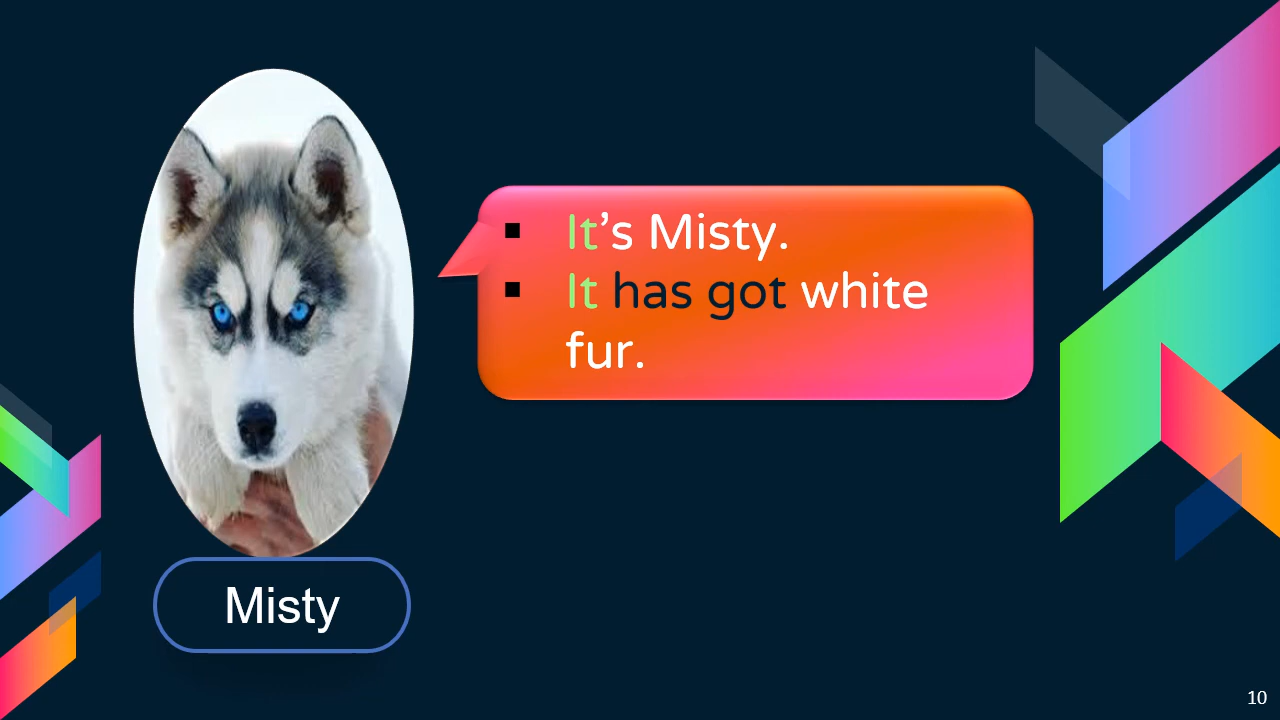 ▪ It’s Misty.
▪ It has got white
fur.
Misty
10